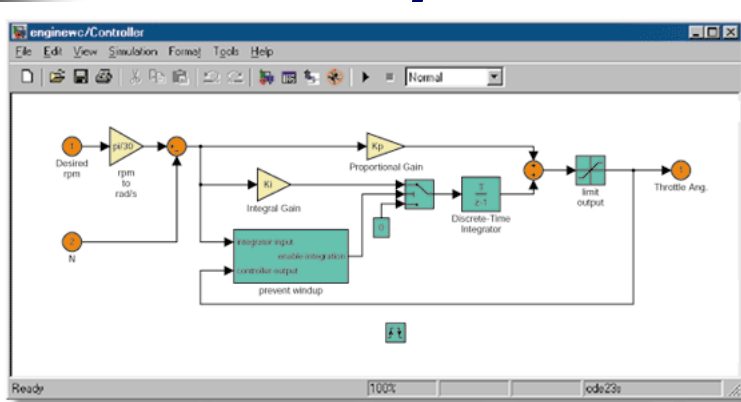 enginewc/Controller
File Edit View Simulation Format Tools Help
Normal
1
Desired
rpm
pi/30
rpm
to
rad/s
Kp
Proportional Gain
Ki
Integral Gain
0
T
z-1
Discrete-Time
Integrator
limit
output
1
Throttle Ang.
2
N
integrator input
enable integration
controller output
prevent windup
Ready
100%
ode23s